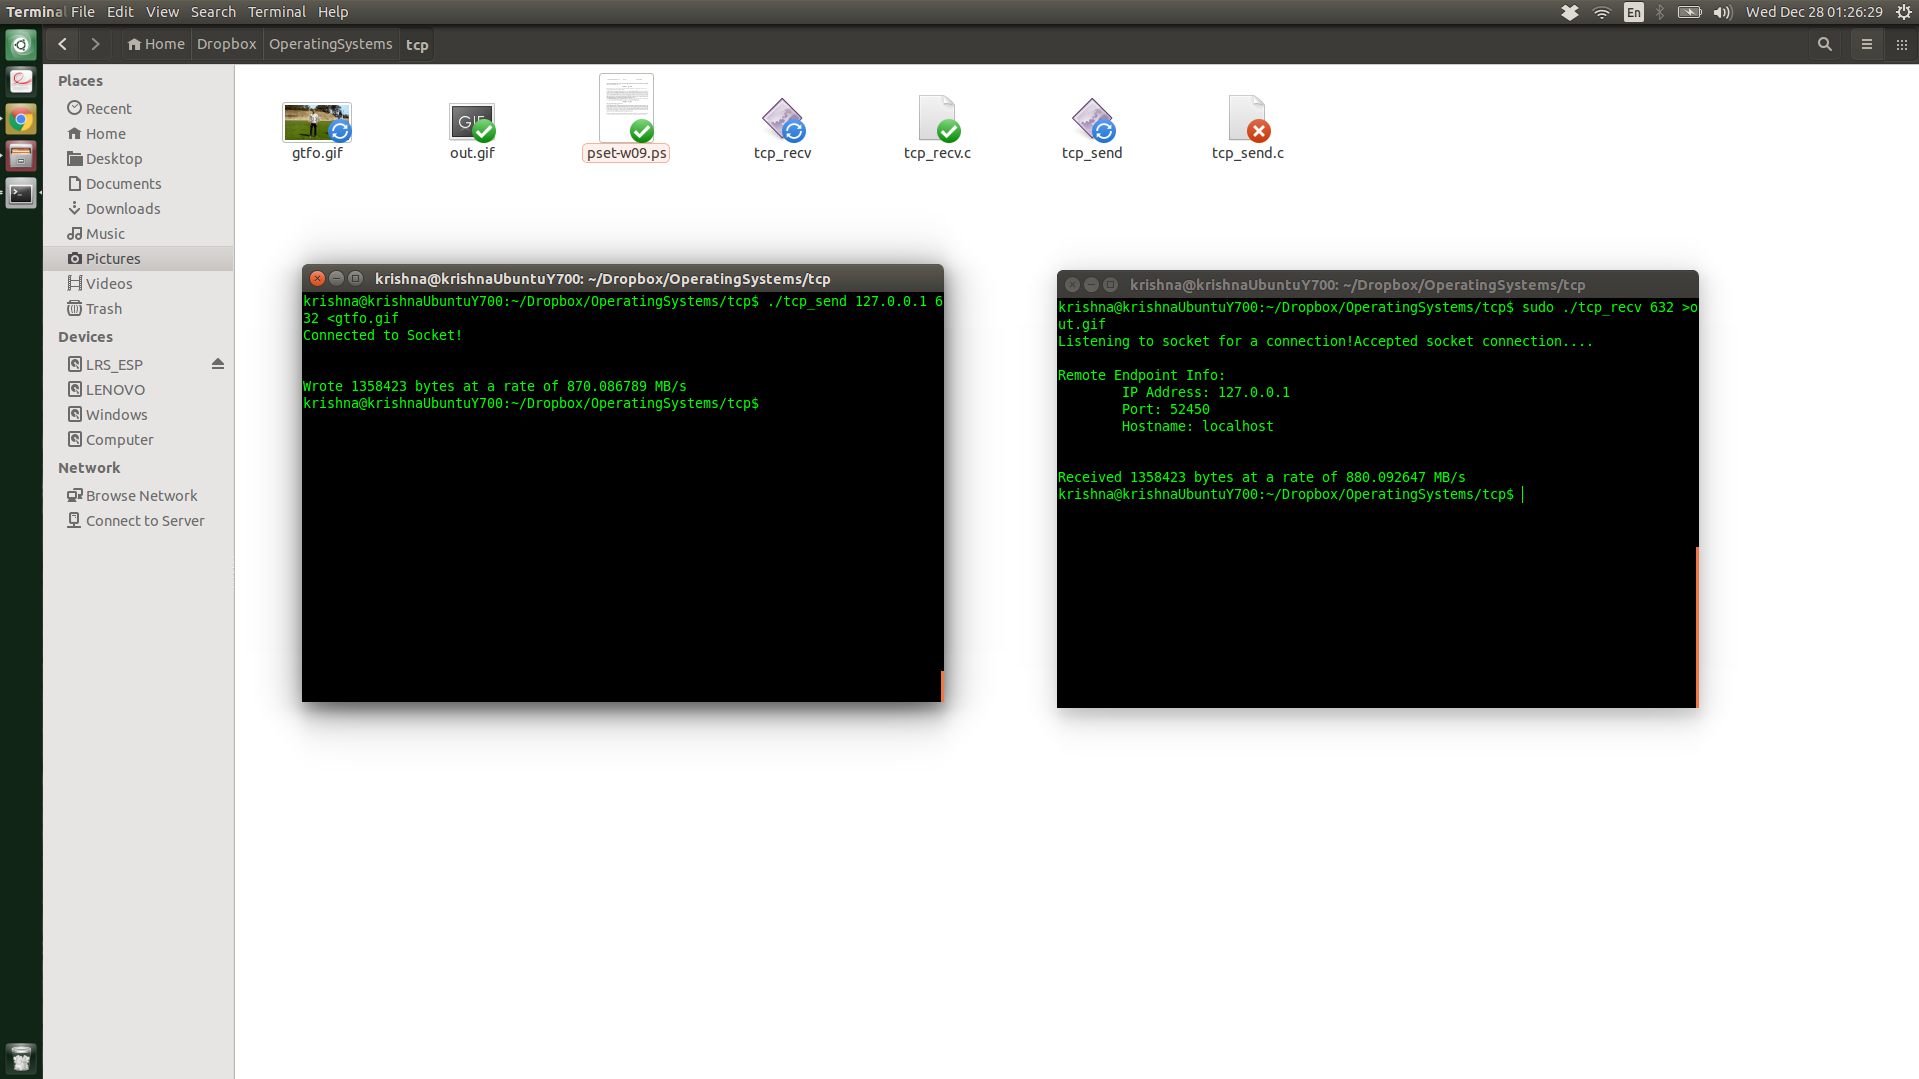 Terminal File Edit View Search Terminal Help
En
Wed Dec 28 01:26:29
Home Dropbox OperatingSystems tcp
Places
Recent
Home
Desktop
Documents
Downloads
Music
Pictures
Videos
Trash
Devices
LRS_ESP
LENOVO
Windows
Computer
Network
Browse Network
Connect to Server
GIF
gtfo.gif
out.gif
pset-w09.ps
tcp_recv
tcp_recv.c
tcp_send
tcp_send.c
krishna@krishnaUbuntuY700: ~/Dropbox/OperatingSystems/tcp
krishna@krishnaUbuntuY700:~/Dropbox/OperatingSystems/tcp$ ./tcp_send 127.0.0.1 6
32 <gtfo.gif
Connected to Socket!
Wrote 1358423 bytes at a rate of 870.086789 MB/s
krishna@krishnaUbuntuY700:~/Dropbox/OperatingSystems/tcp$
krishna@krishnaUbuntuY700: ~/Dropbox/OperatingSystems/tcp
krishna@krishnaUbuntuY700:~/Dropbox/OperatingSystems/tcp$ sudo ./tcp_recv 632 >o
ut.gif
Listening to socket for a connection!Accepted socket connection....
Remote Endpoint Info:
IP Address: 127.0.0.1
Port: 52450
Hostname: localhost
Received 1358423 bytes at a rate of 880.092647 MB/s
krishna@krishnaUbuntuY700:~/Dropbox/OperatingSystems/tcp$